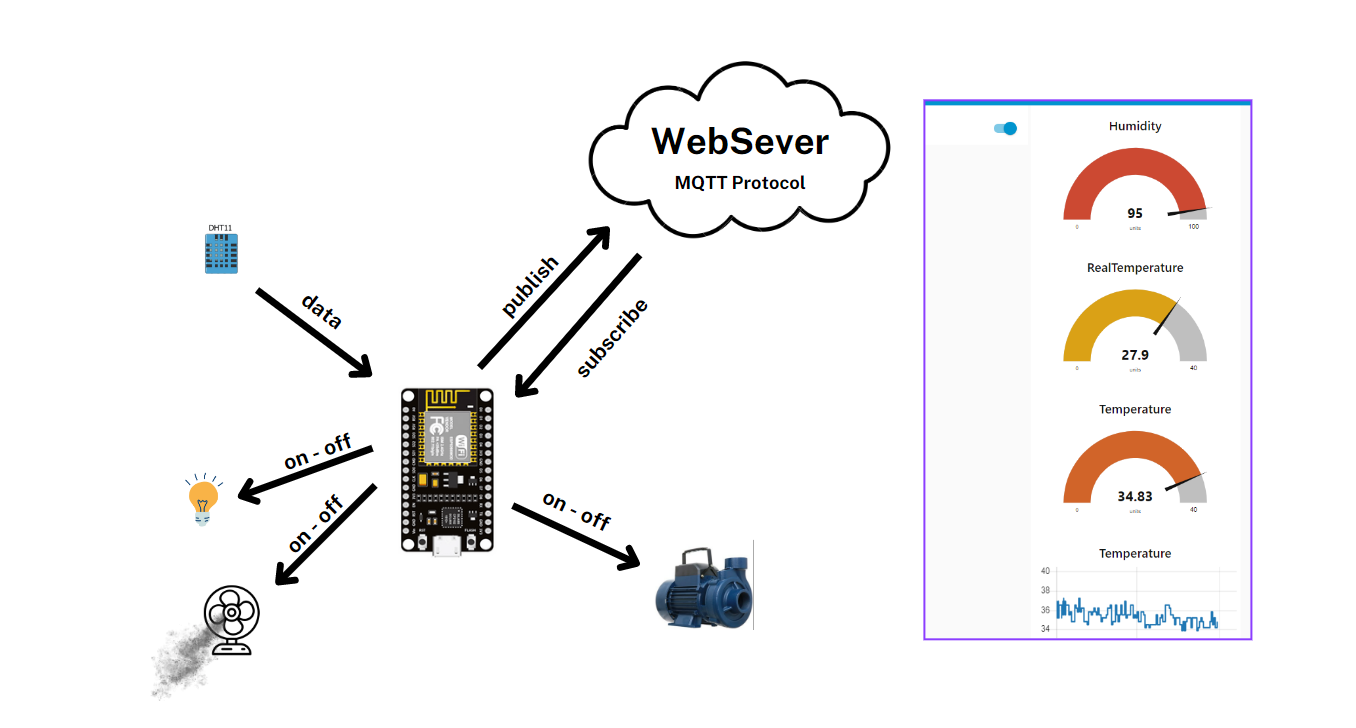 WebSever
MQTT Protocol
DHT11
data
publish
subscribe
on - off
on - off
on - off
WiFi
Humidity
95
units
0
100
RealTemperature
27.9
units
0
40
Temperature
34.83
units
0
40
Temperature
40
38
36
34